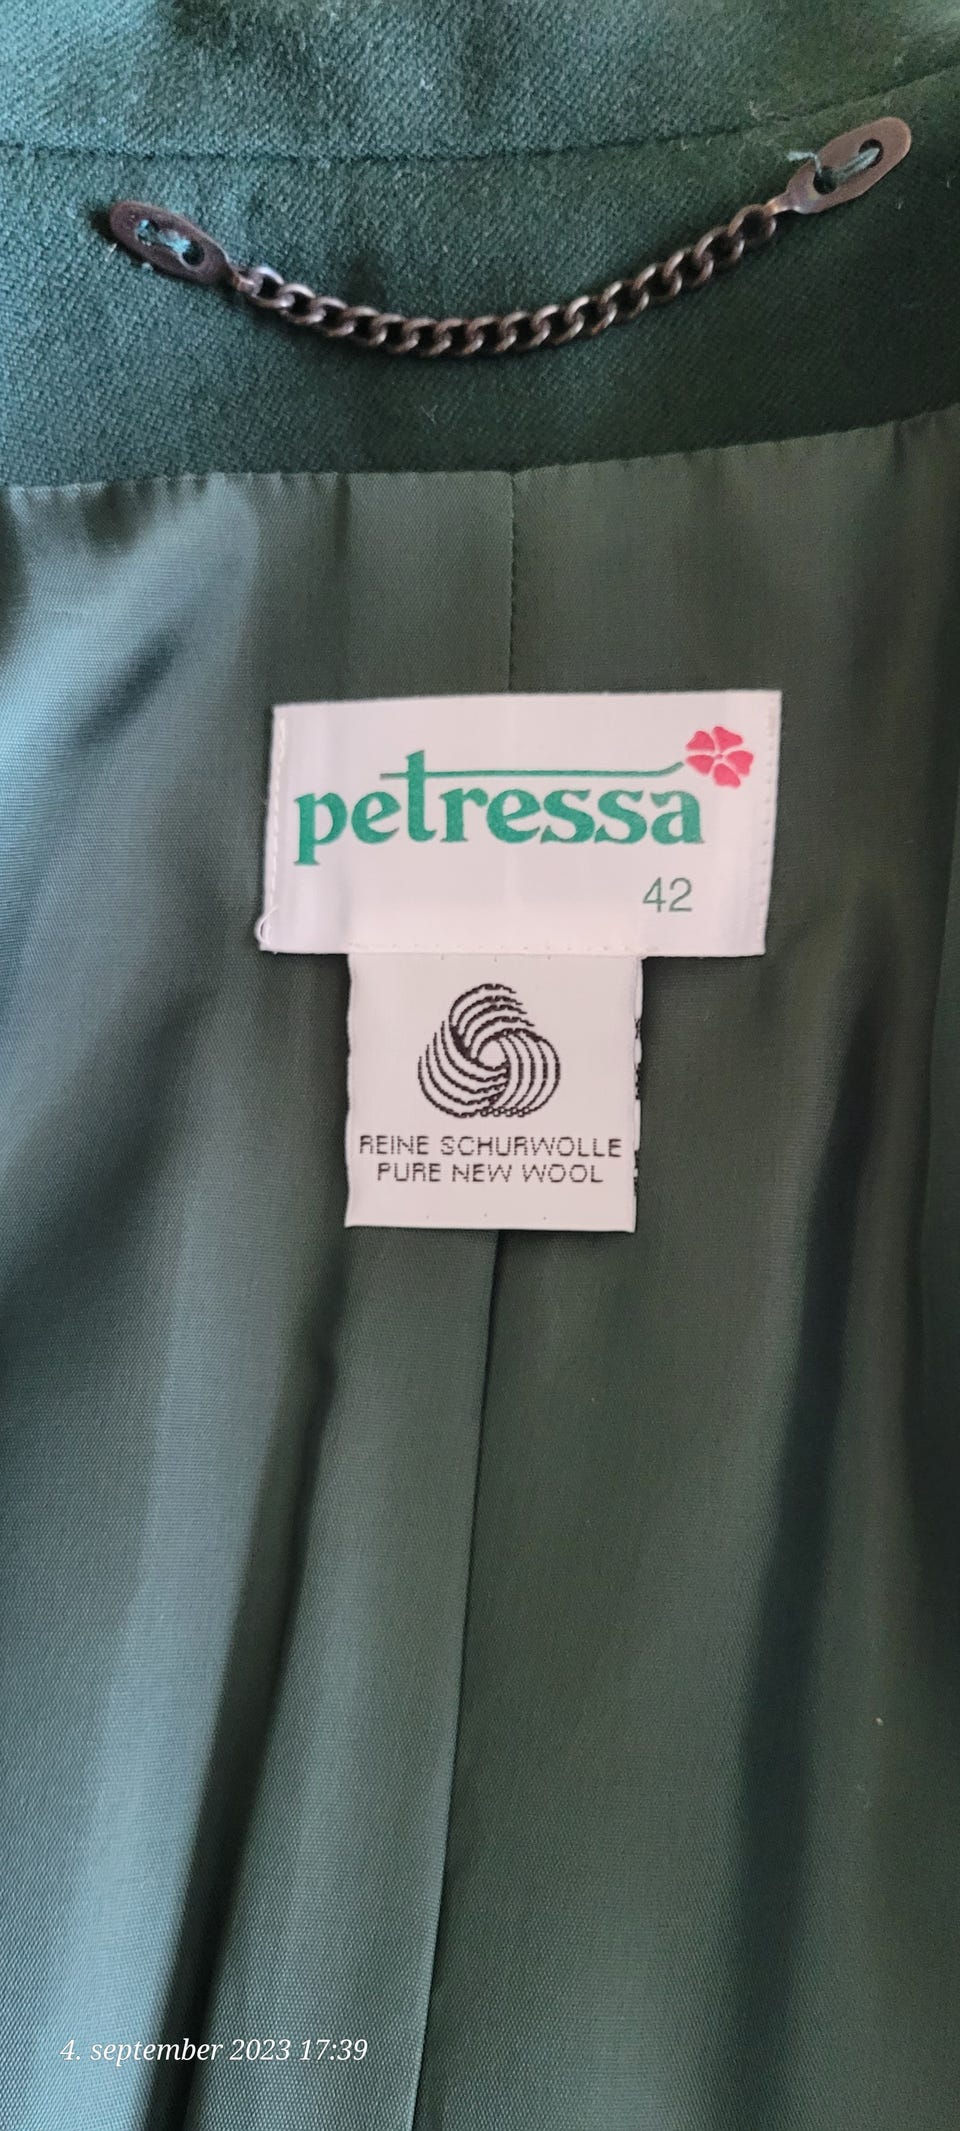 petressa
42
REINE SCHURWOLLE
PURE NEW WOOL
4. september 2023 17:39